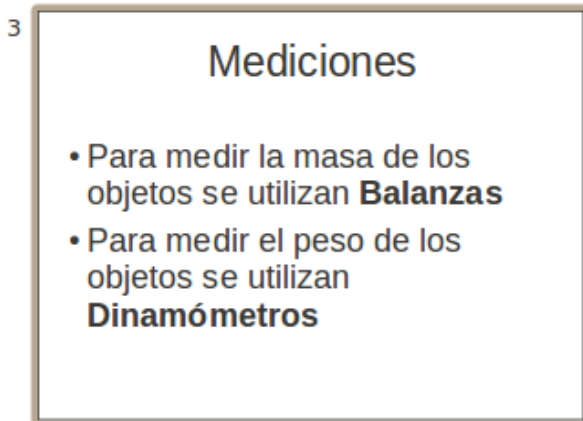 3
Mediciones
• Para medir la masa de los
objetos se utilizan Balanzas
• Para medir el peso de los
objetos se utilizan
Dinamómetros